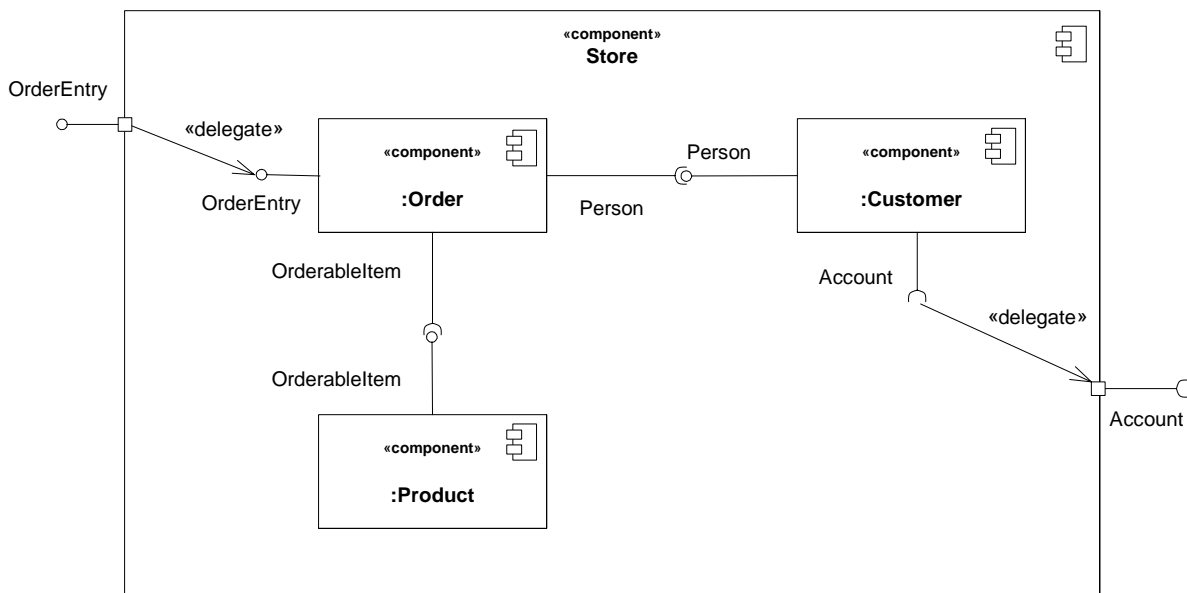 «component»
Store
OrderEntry
«delegate»
«component»
:Order
OrderEntry
Person
Person
«component»
:Customer
OrderableItem
Account
«delegate»
OrderableItem
Account
«component»
:Product